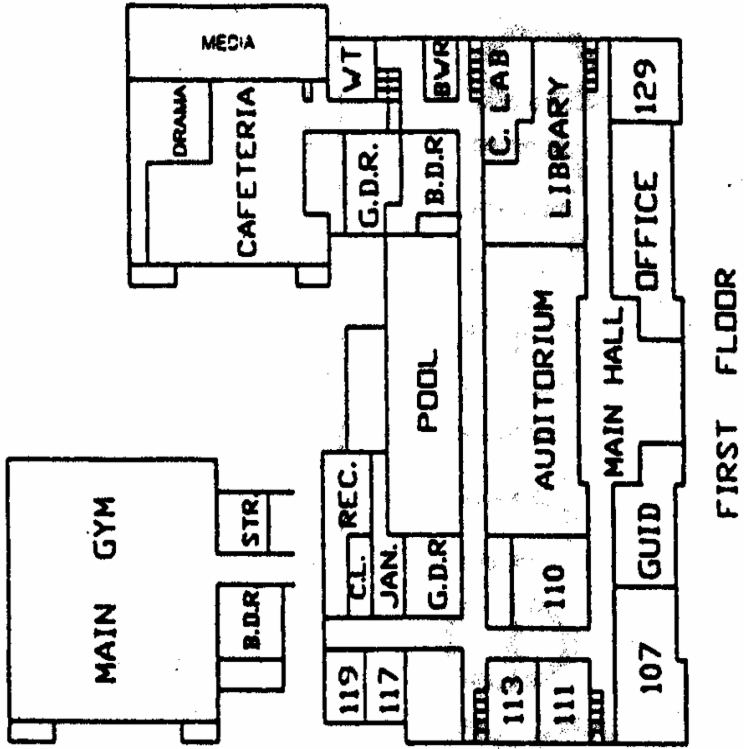 MEDIA
DRAMA
CAFETERIA
WT
BWR
C. LAB
LIBRARY
129
G.D.R.
B.D.R
OFFICE
POOL
AUDITORIUM
MAIN HALL
MAIN GYM
STR.
B.D.R
REC.
C.L.
JAN.
G.D.R
110
GUID
119
117
113
111
107
FIRST FLOOR